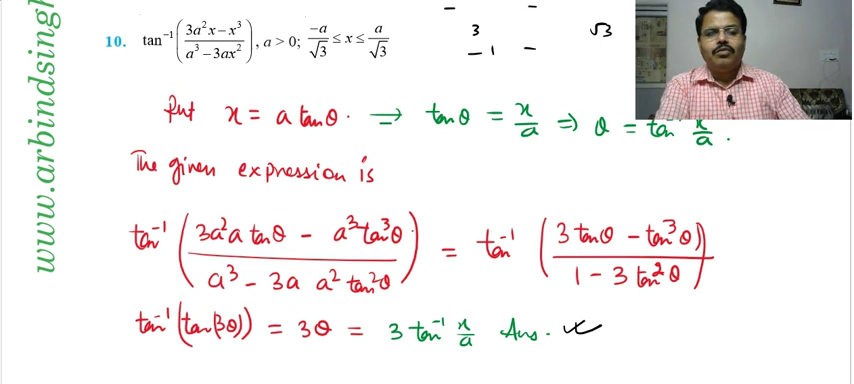 3 √3
– 1 –
10. tan⁻¹((3a²x – x³)/(a³ – 3ax²)), a > 0; –a/√3 ≤ x ≤ a/√3
Put x = a tanθ. ⇒ tanθ = x/a ⇒ θ = tan⁻¹ x/a.
The given expression is
tan⁻¹((3a²a tanθ – a³tan³θ)/(a³ – 3a a²tan²θ)) = tan⁻¹((3 tanθ – tan³θ)/(1 – 3 tan²θ))
tan⁻¹(tan(3θ)) = 3θ = 3 tan⁻¹ x/a Ans.
www.arbindsingh